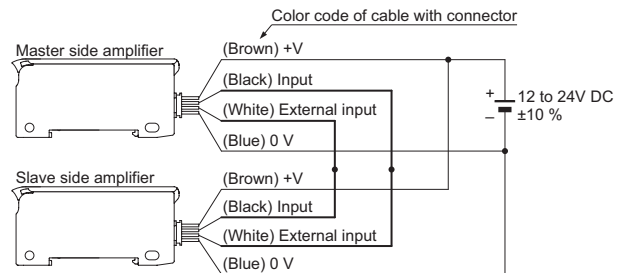 Color code of cable with connector
Master side amplifier
(Brown) +V
(Black) Input
(White) External input
(Blue) 0 V
+
–
12 to 24V DC
±10 %
Slave side amplifier
(Brown) +V
(Black) Input
(White) External input
(Blue) 0 V